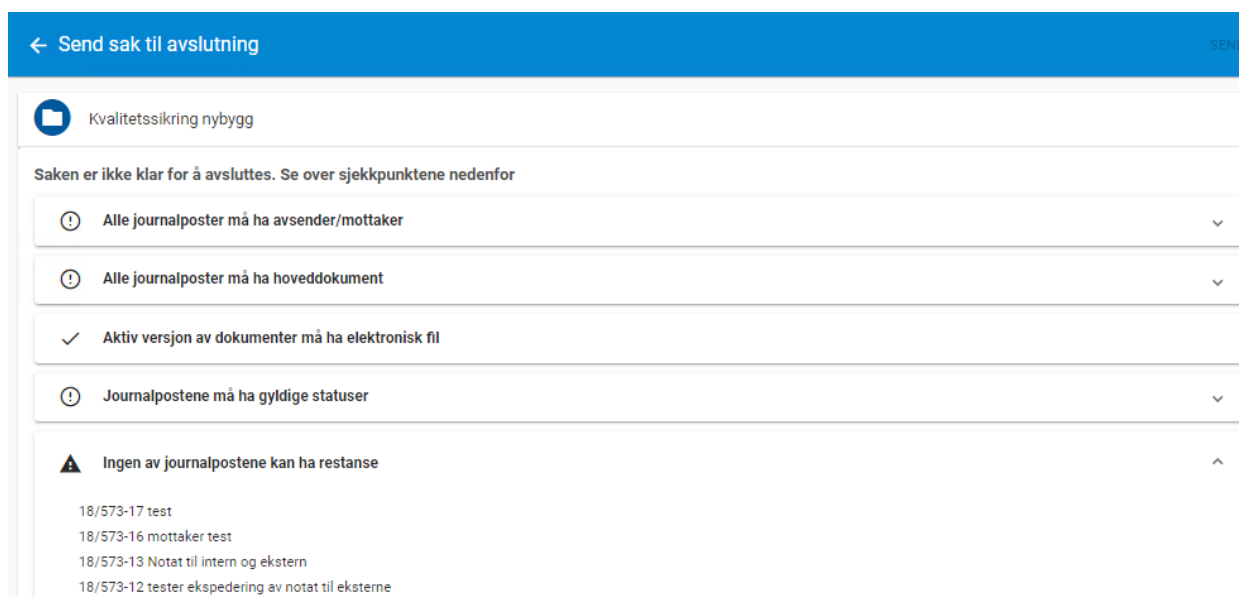 Send sak til avslutning
Kvalitetssikring nybygg
Saken er ikke klar for å avsluttes. Se over sjekkpunktene nedenfor
Alle journalposter må ha avsender/mottaker
Alle journalposter må ha hoveddokument
Aktiv versjon av dokumenter må ha elektronisk fil
Journalpostene må ha gyldige statuser
Ingen av journalpostene kan ha restanse
18/573-17 test
18/573-16 mottaker test
18/573-13 Notat til intern og ekstern
18/573-12 tester ekspedering av notat til eksterne